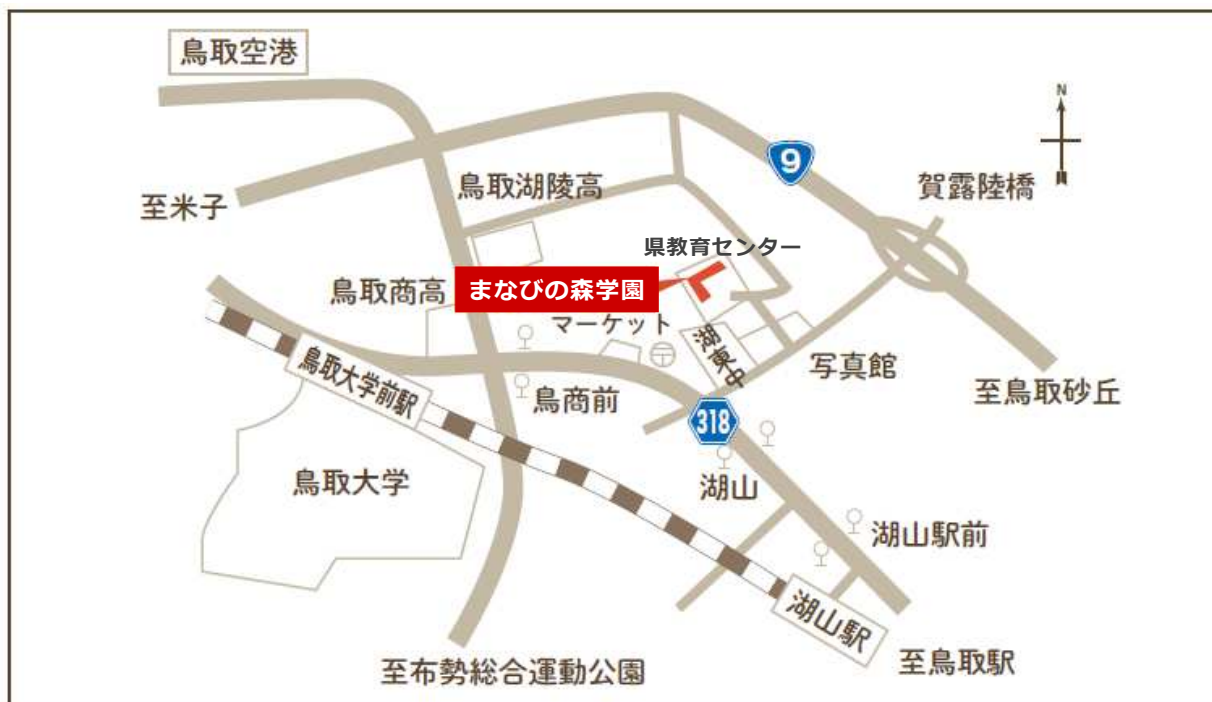 鳥取空港
N
9
鳥取湖陵高
賀露陸橋
至米子
県教育センター
鳥取商高
まなびの森学園
マーケット
湖東中
写真館
鳥取大学前駅
鳥商前
至鳥取砂丘
318
鳥取大学
湖山
湖山駅前
湖山駅
至布勢総合運動公園
至鳥取駅